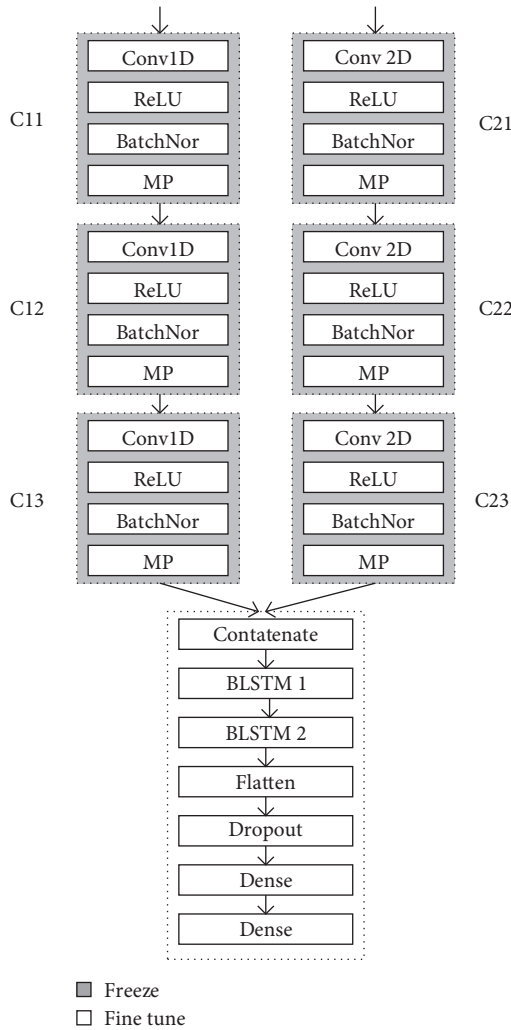 Conv1D
ReLU
BatchNor
MP
C11
Conv 2D
ReLU
BatchNor
MP
C21
Conv1D
ReLU
BatchNor
MP
C12
Conv 2D
ReLU
BatchNor
MP
C22
Conv1D
ReLU
BatchNor
MP
C13
Conv 2D
ReLU
BatchNor
MP
C23
Contatenate
BLSTM 1
BLSTM 2
Flatten
Dropout
Dense
Dense
Freeze
Fine tune